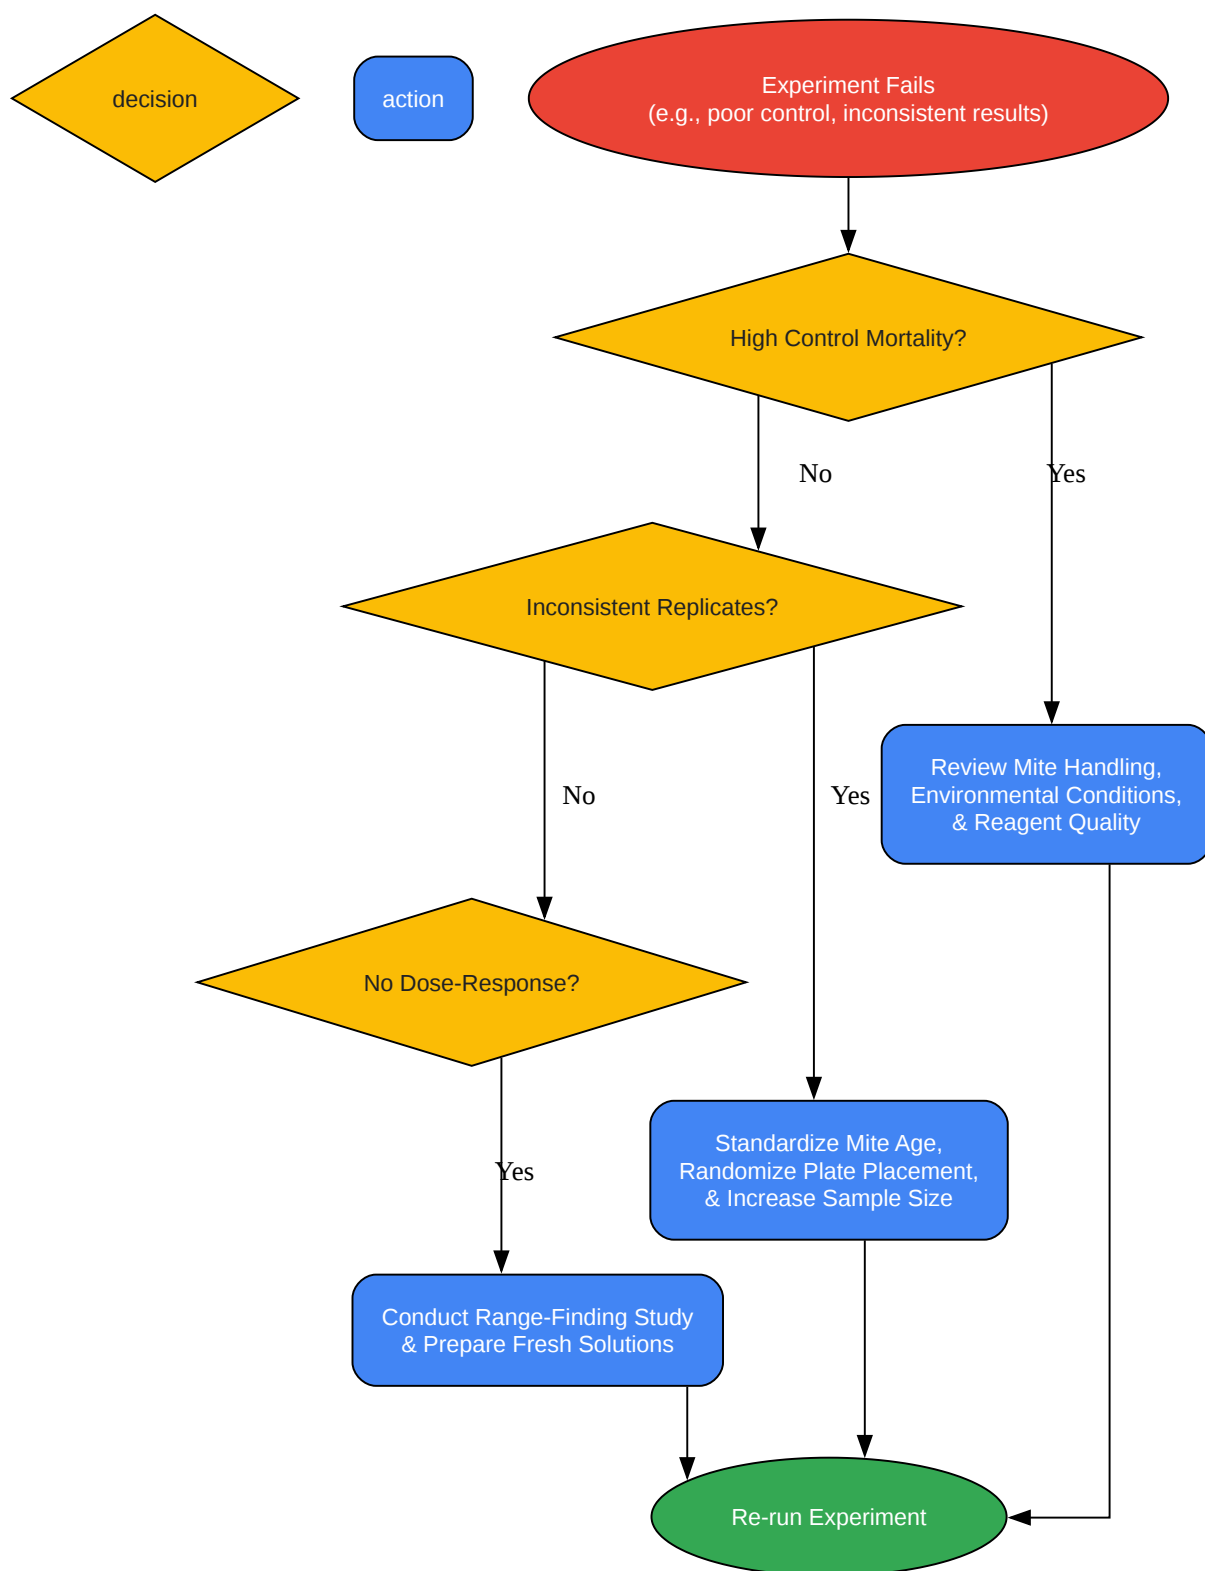 decision
action
Experiment Fails
(e.g., poor control, inconsistent results)
High Control Mortality?
No
Yes
Inconsistent Replicates?
No
Yes
Review Mite Handling,
Environmental Conditions,
& Reagent Quality
No Dose-Response?
Yes
Standardize Mite Age,
Randomize Plate Placement,
& Increase Sample Size
Conduct Range-Finding Study
& Prepare Fresh Solutions
Re-run Experiment